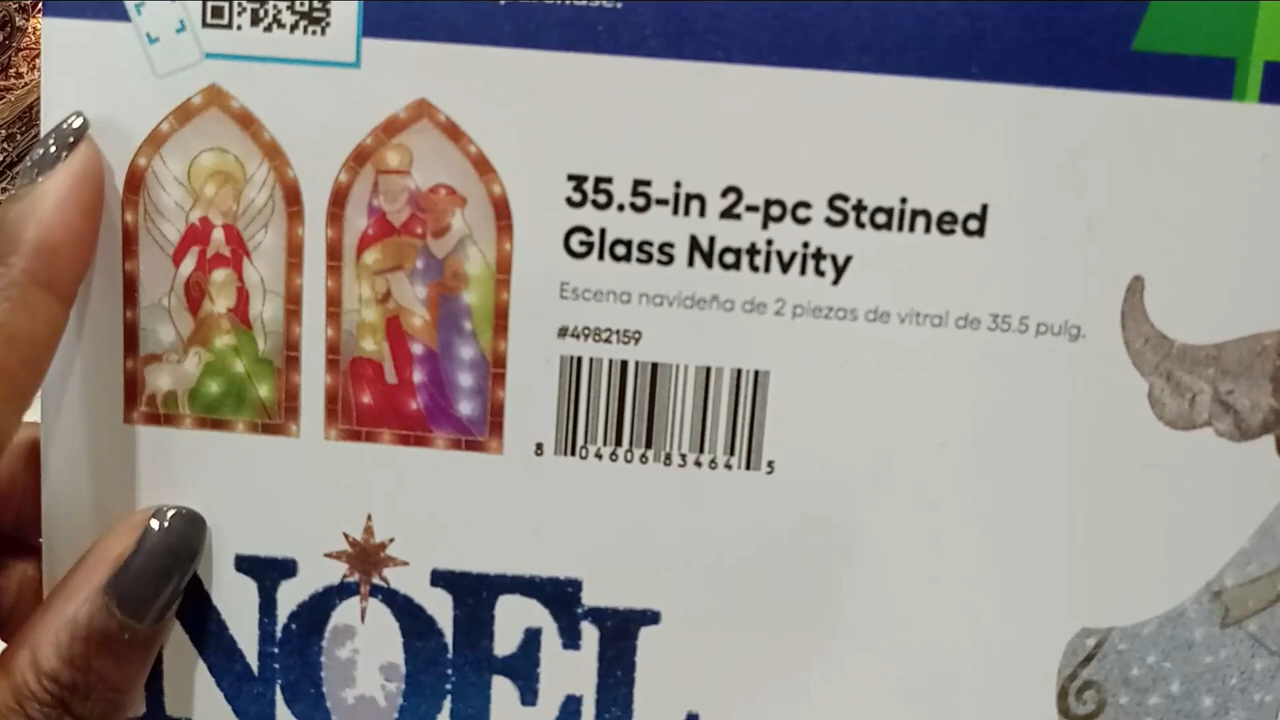 35.5-in 2-pc Stained
Glass Nativity
Escena navideña de 2 piezas de vitral de 35.5 pulg.
#4982159
8 04606 83464 5
NOEL